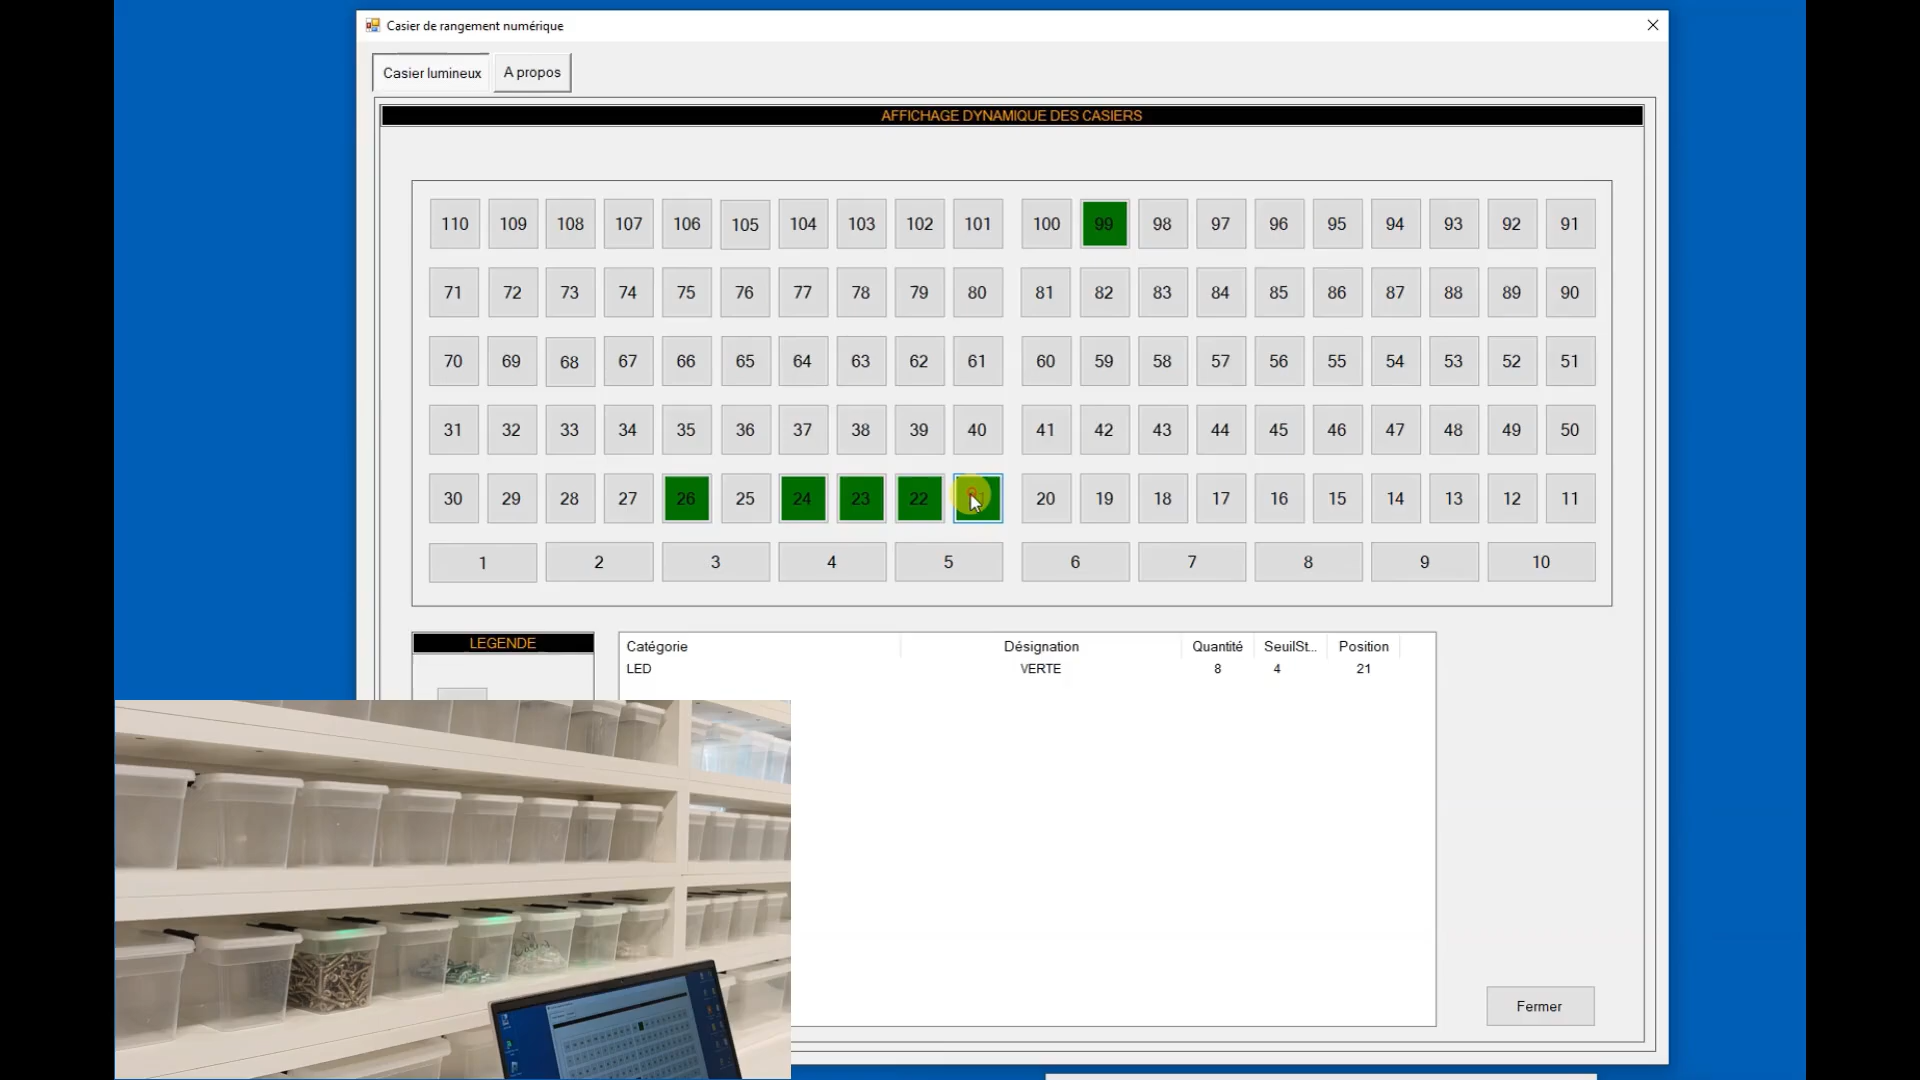 Casier de rangement numérique
Casier lumineux A propos
AFFICHAGE DYNAMIQUE DES CASIERS
110 109 108 107 106 105 104 103 102 101 100 99 98 97 96 95 94 93 92 91
71 72 73 74 75 76 77 78 79 80 81 82 83 84 85 86 87 88 89 90
70 69 68 67 66 65 64 63 62 61 60 59 58 57 56 55 54 53 52 51
31 32 33 34 35 36 37 38 39 40 41 42 43 44 45 46 47 48 49 50
30 29 28 27 26 25 24 23 22 20 19 18 17 16 15 14 13 12 11
1 2 3 4 5 6 7 8 9 10
LEGENDE
Catégorie Désignation Quantité SeuilSt... Position
LED VERTE 8 4 21
Fermer